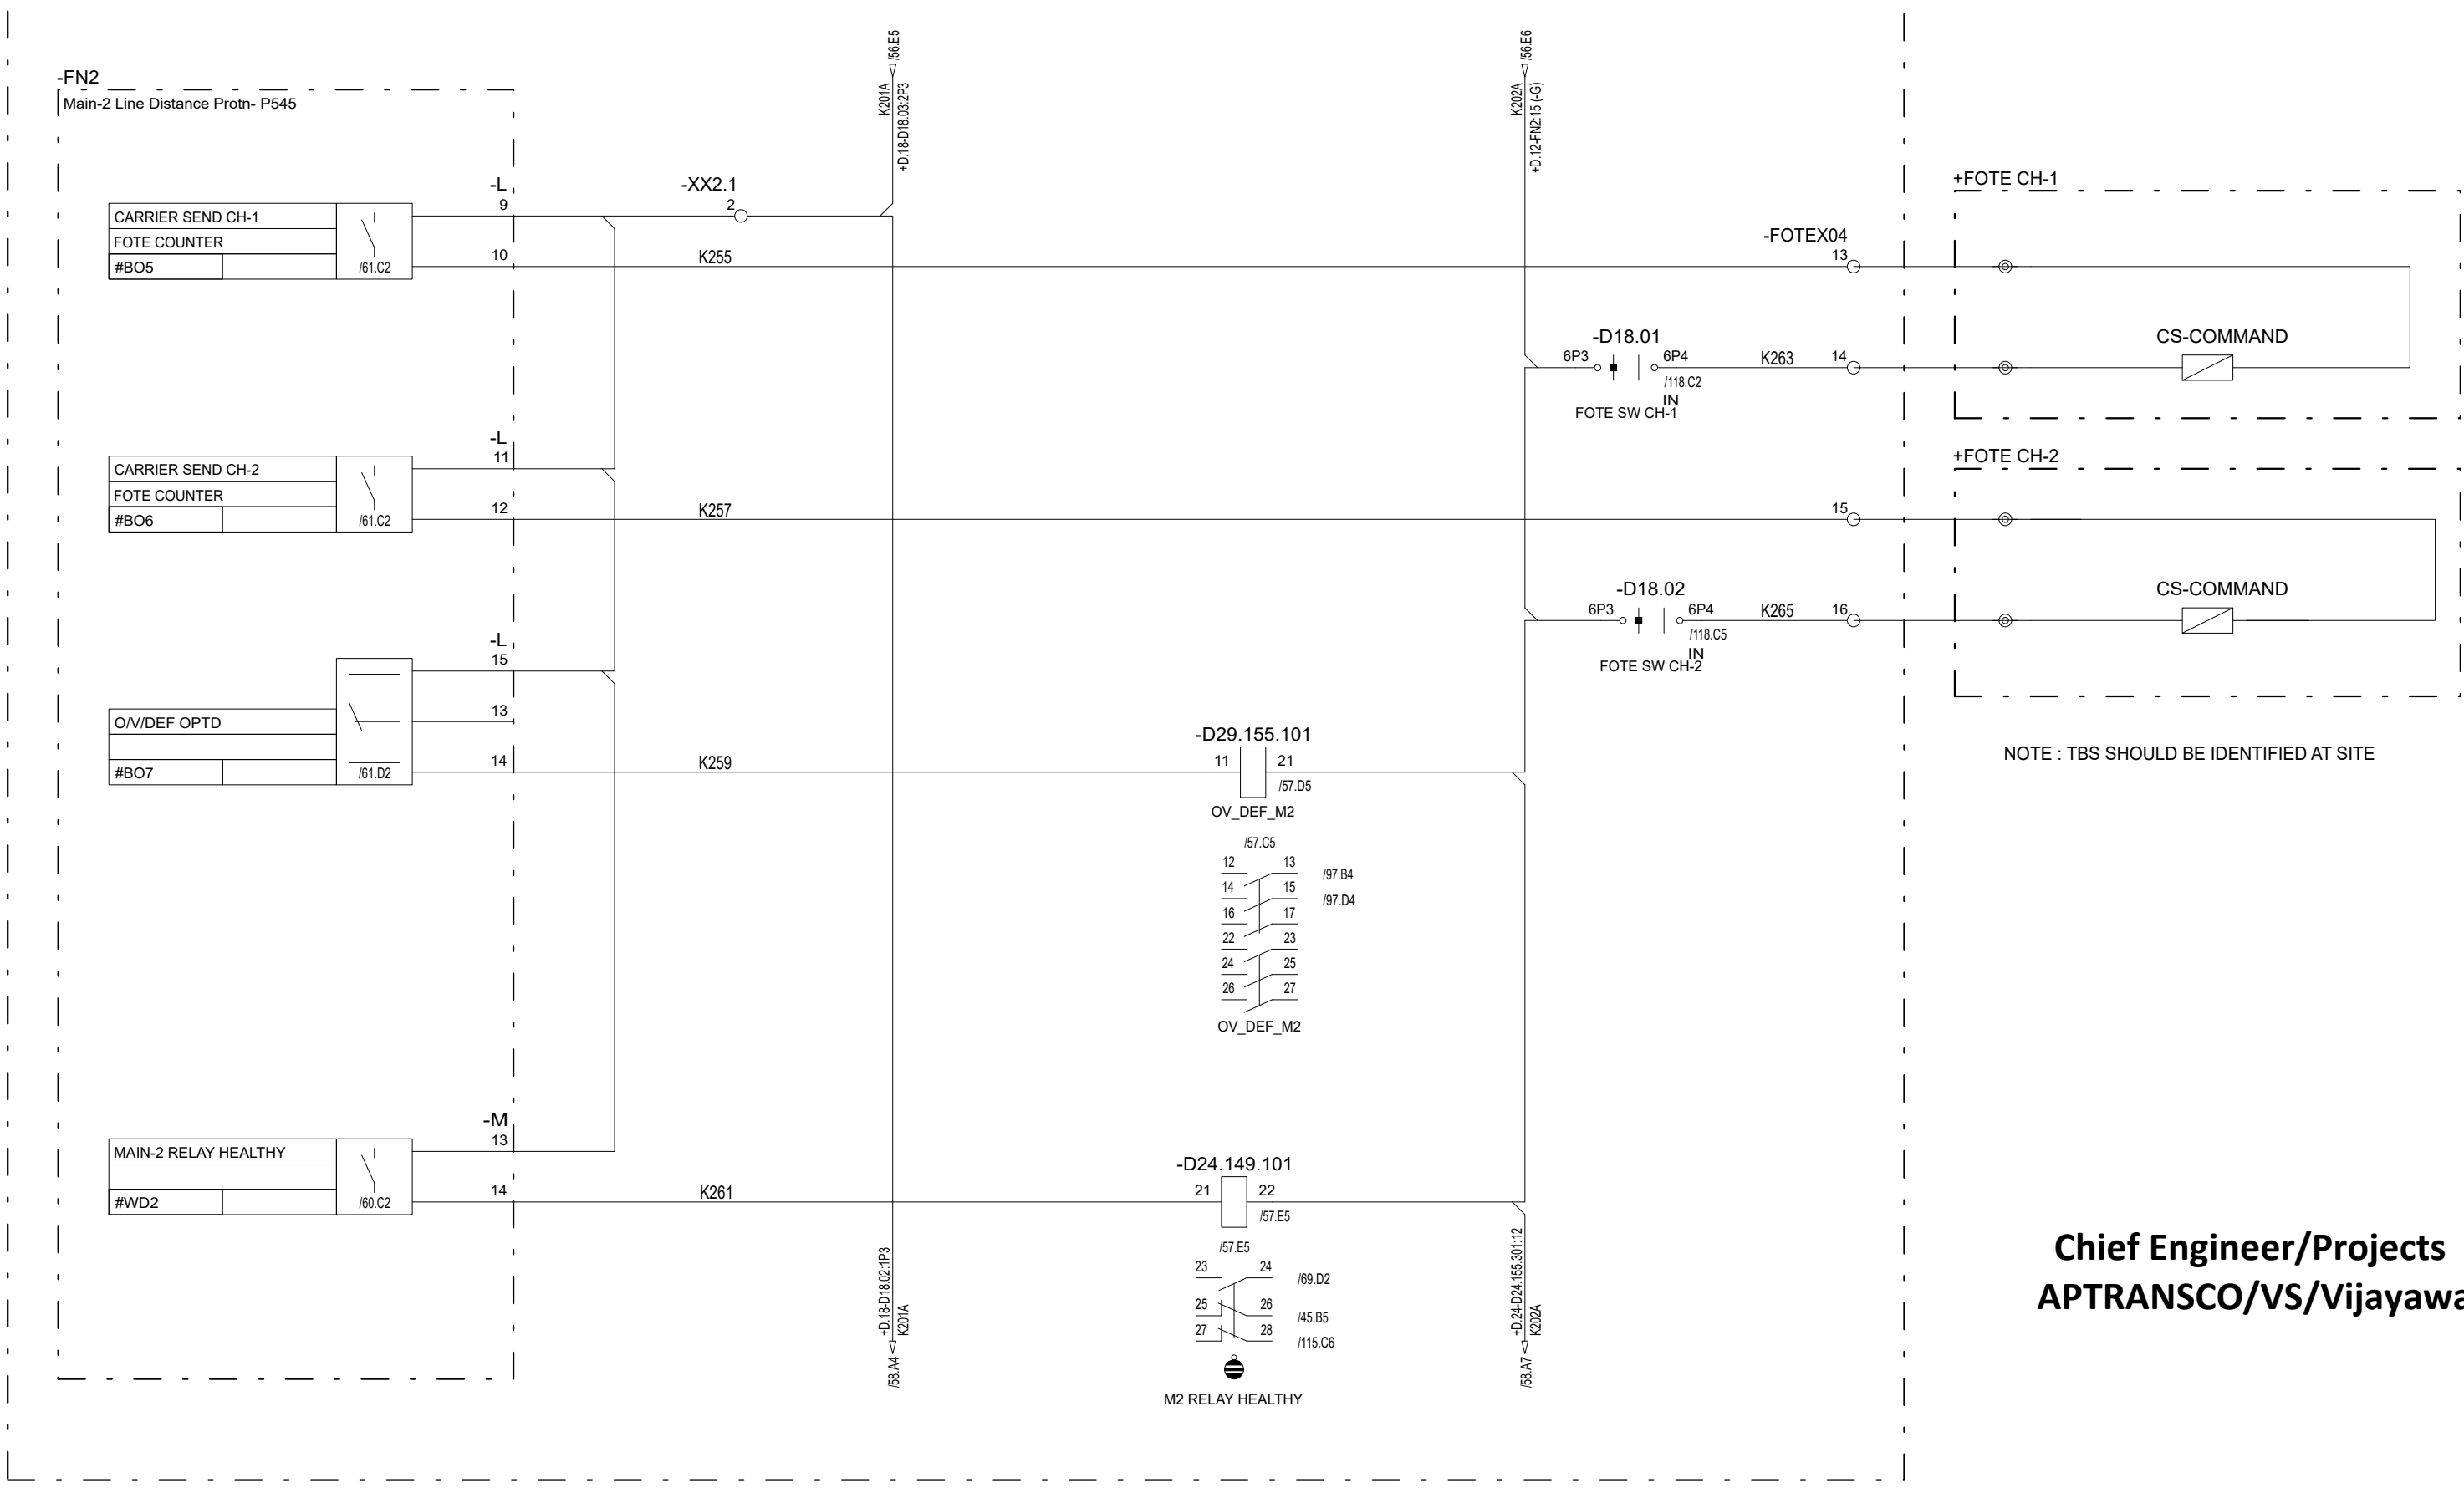 /56.E5
K201A
+D.18-D18.03:2P3
/56.E6
K202A
+D.12-FN2:15 (-G)
-FN2
Main-2 Line Distance Protn- P545
-L
9
-XX2.1
2
CARRIER SEND CH-1
FOTE COUNTER
#BO5
/61.C2
10
K255
-FOTEX04
13
+FOTE CH-1
-D18.01
6P3
6P4
/118.C2
IN
FOTE SW CH-1
K263
14
CS-COMMAND
-L
11
CARRIER SEND CH-2
FOTE COUNTER
#BO6
/61.C2
12
K257
15
+FOTE CH-2
-D18.02
6P3
6P4
/118.C5
IN
FOTE SW CH-2
K265
16
CS-COMMAND
-L
15
13
O/V/DEF OPTD
#BO7
/61.D2
14
K259
-D29.155.101
11
21
/57.D5
OV_DEF_M2
NOTE : TBS SHOULD BE IDENTIFIED AT SITE
/57.C5
12 13 /97.B4
14 15 /97.D4
16 17
22 23
24 25
26 27
OV_DEF_M2
-M
13
MAIN-2 RELAY HEALTHY
#WD2
/60.C2
14
K261
-D24.149.101
21
22
/57.E5
/57.E5
23 24 /69.D2
25 26 /45.B5
27 28 /115.C6
M2 RELAY HEALTHY
+D.18-D18.02:1P3
K201A
/58.A4
+D.24-D24.155.301:12
K202A
/58.A7
Chief Engineer/Projects
APTRANSCO/VS/Vijayawa